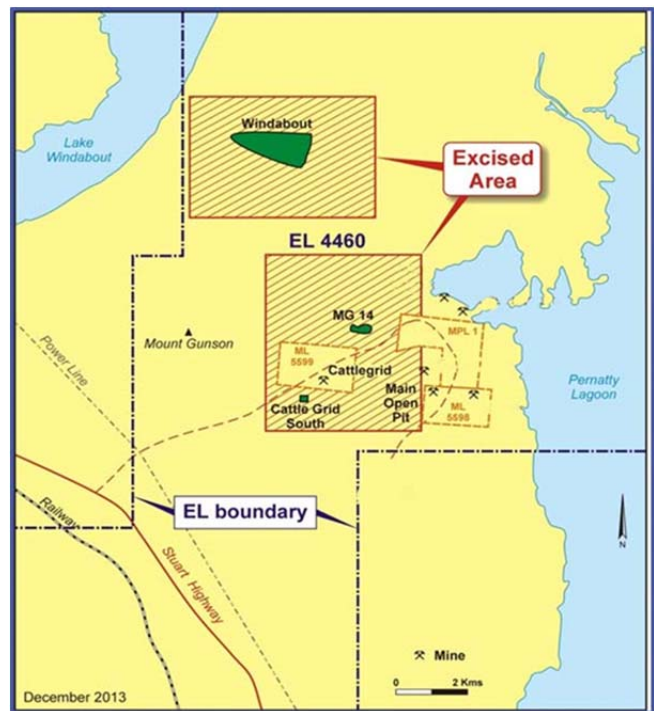 Lake
Windabout
Windabout
Excised
Area
EL 4460
MG 14
MPL 1
Mount Gunson
ML
5599
Cattlegrid
Power Line
Pernatty
Lagoon
Main
Open
Pit
Cattle Grid
South
ML
5598
EL boundary
Railway
Stuart Highway
N
Mine
0 2 Kms
December 2013